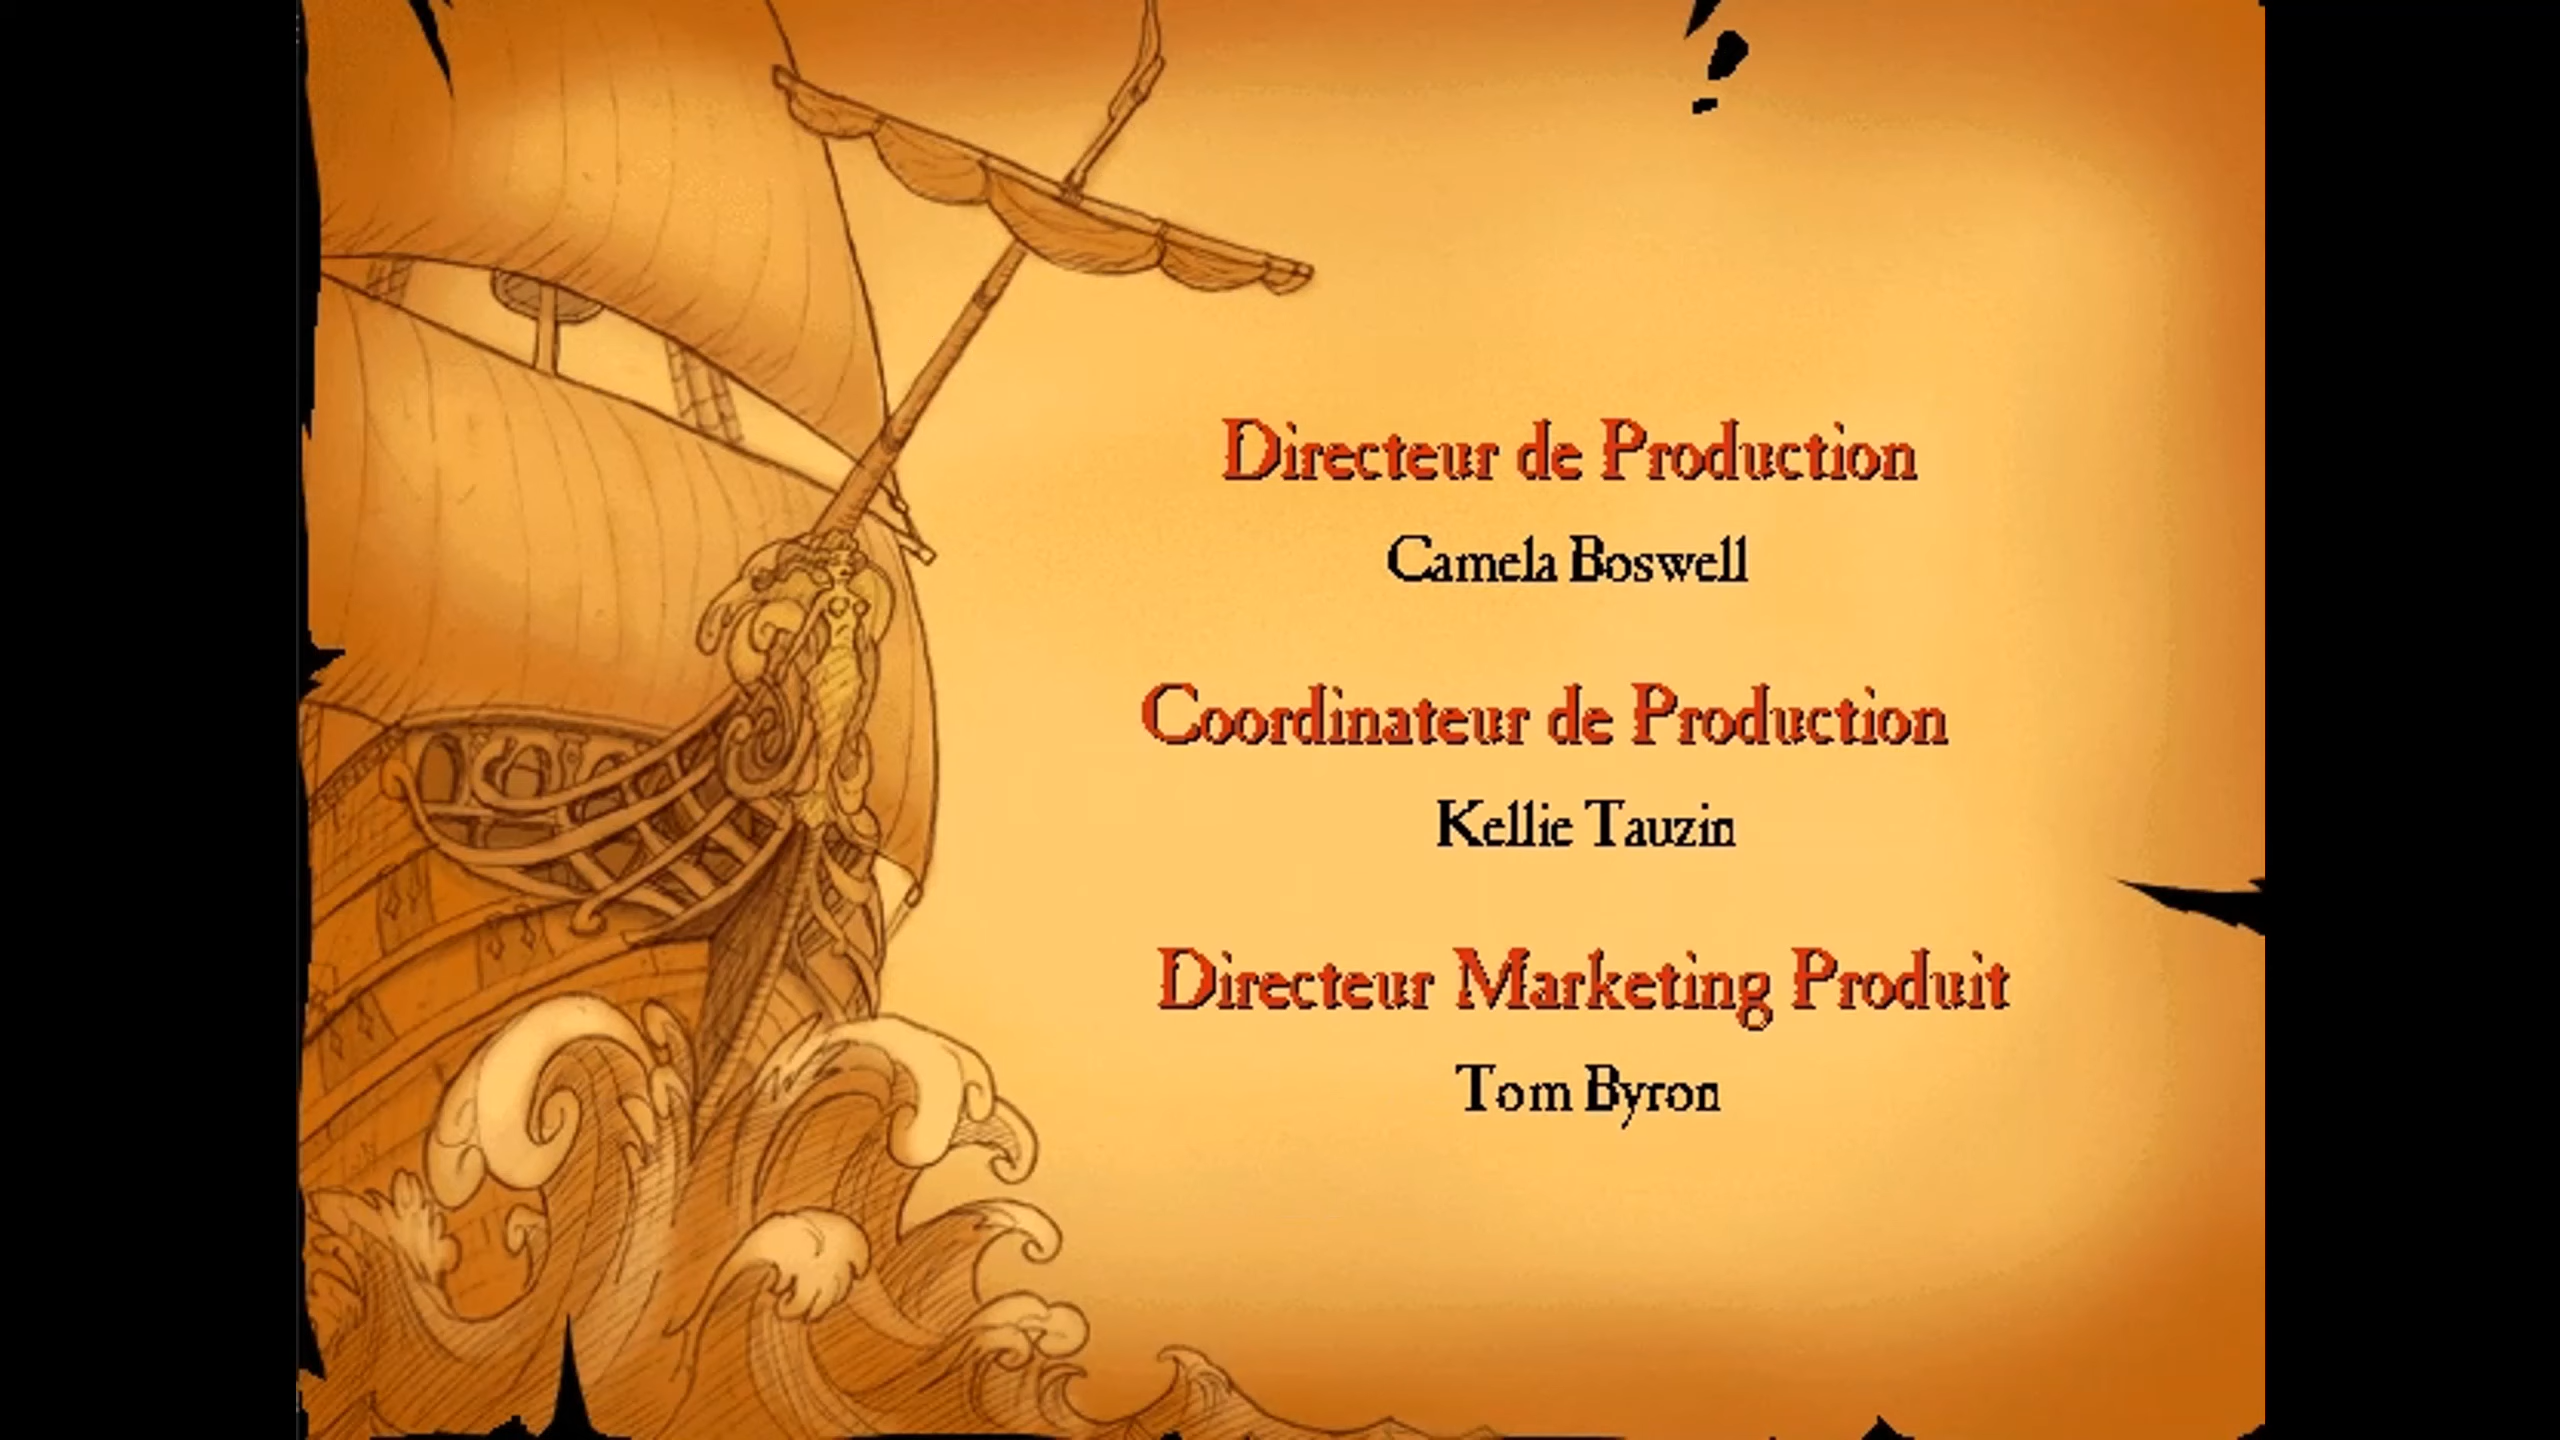 Directeur de Production
Camela Boswell
Coordinateur de Production
Kellie Tauzin
Directeur Marketing Produit
Tom Byron